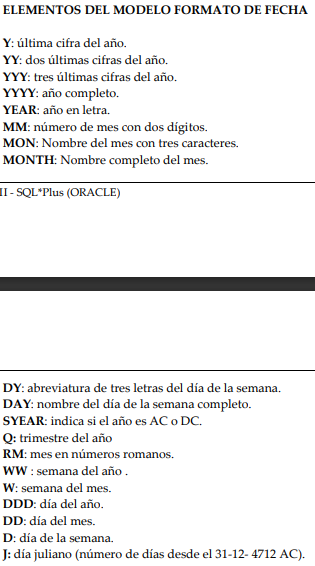 ELEMENTOS DEL MODELO FORMATO DE FECHA
Y: última cifra del año.
YY: dos últimas cifras del año.
YYY: tres últimas cifras del año.
YYYY: año completo.
YEAR: año en letra.
MM: número de mes con dos dígitos.
MON: Nombre del mes con tres caracteres.
MONTH: Nombre completo del mes.
II - SQL*Plus (ORACLE)
DY: abreviatura de tres letras del día de la semana.
DAY: nombre del día de la semana completo.
SYEAR: indica si el año es AC o DC.
Q: trimestre del año
RM: mes en números romanos.
WW : semana del año .
W: semana del mes.
DDD: día del año.
DD: día del mes.
D: día de la semana.
J: día juliano (número de días desde el 31-12- 4712 AC).